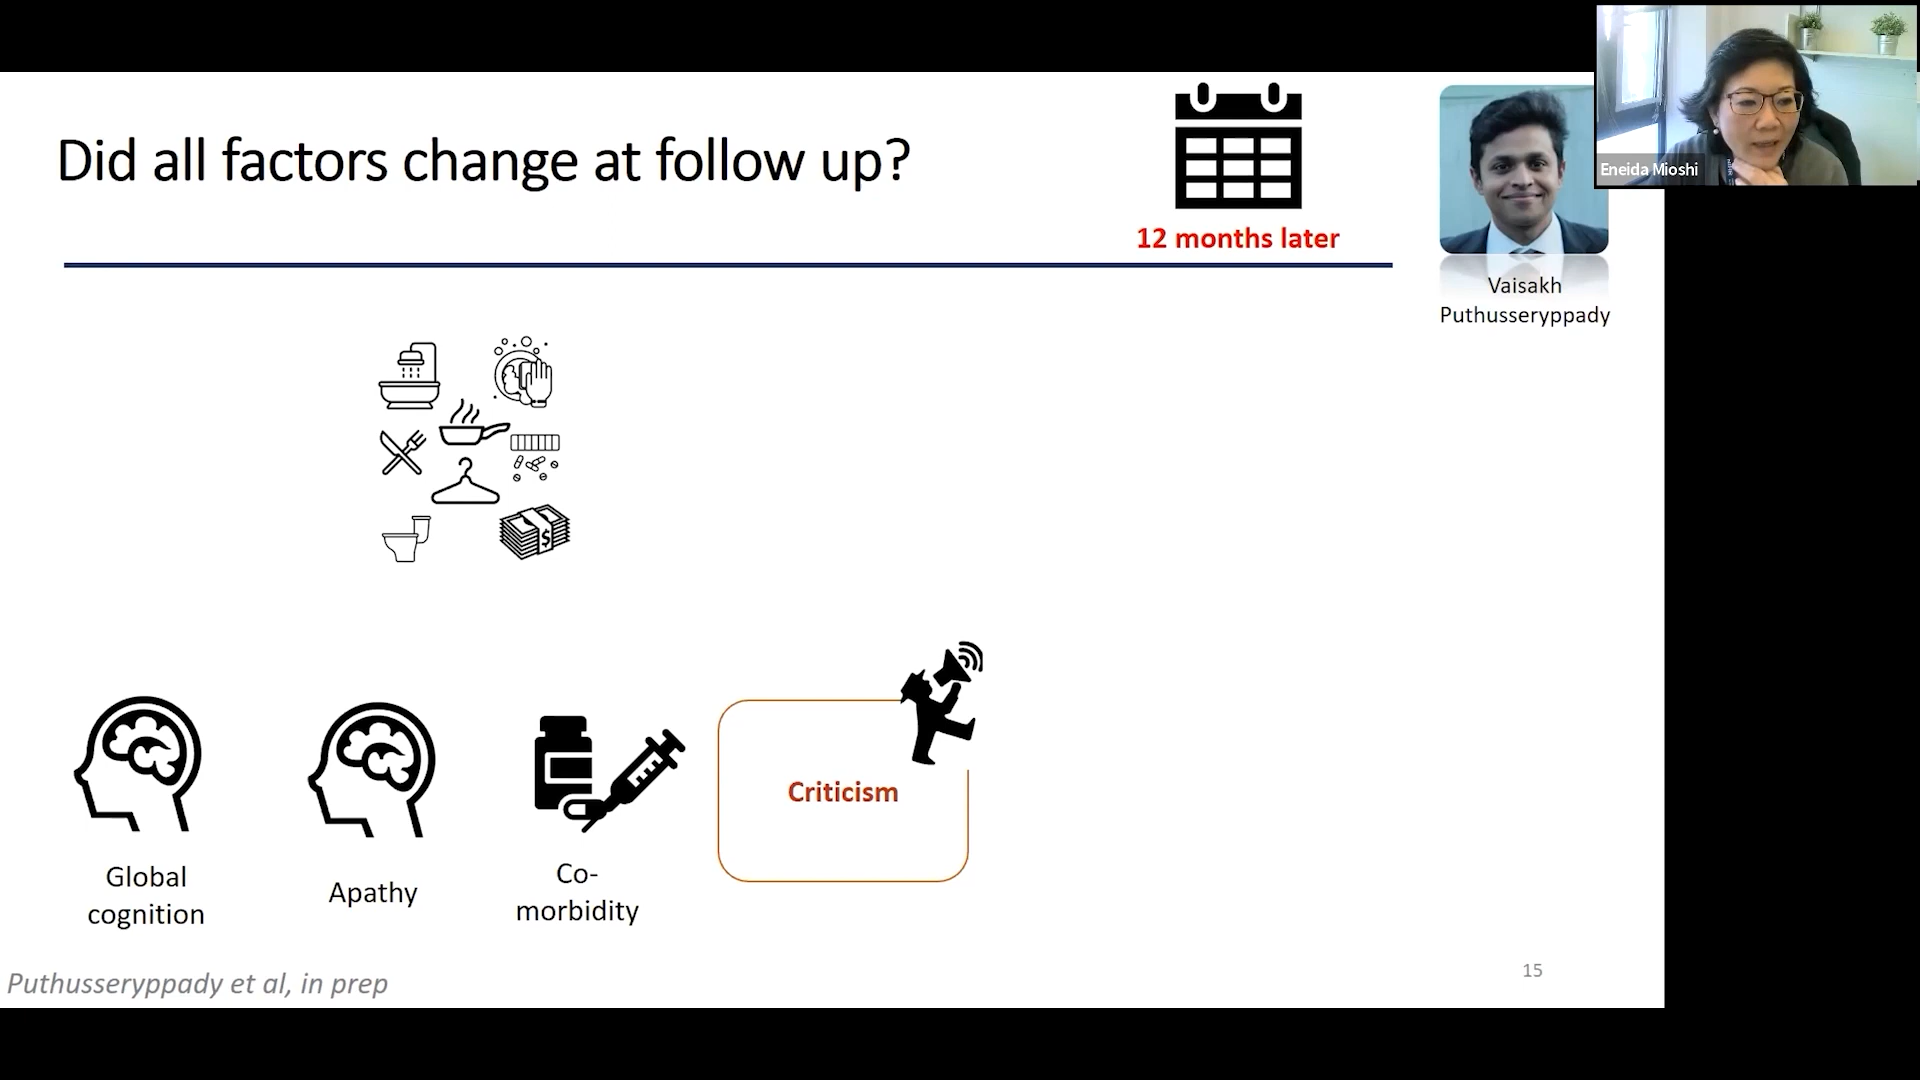 Eneida Mioshi
Did all factors change at follow up?
12 months later
Vaisakh
Puthusseryppady
$
Global
cognition
Apathy
Co-
morbidity
Criticism
Puthusseryppady et al, in prep
15